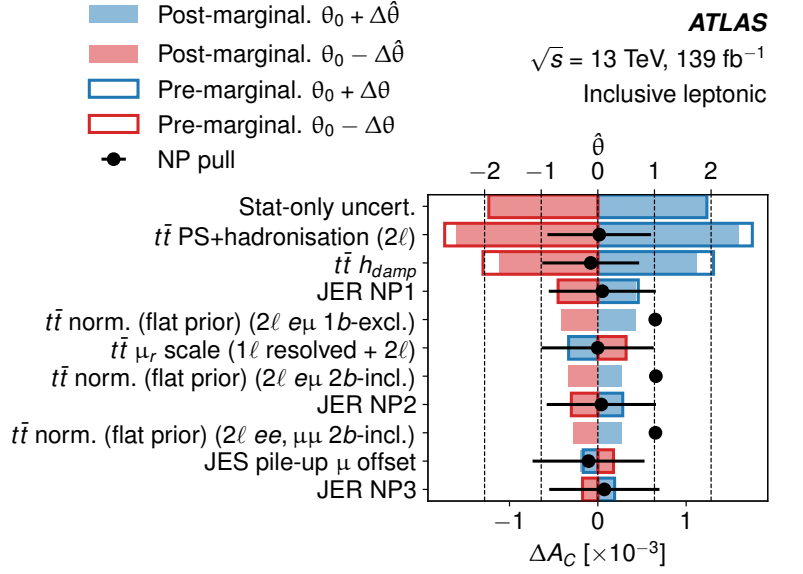 Post-marginal. θ₀ + Δθ̂
Post-marginal. θ₀ − Δθ̂
Pre-marginal. θ₀ + Δθ
Pre-marginal. θ₀ − Δθ
NP pull
ATLAS
√s = 13 TeV, 139 fb⁻¹
Inclusive leptonic
θ̂
−2 −1 0 1 2
Stat-only uncert.
tt̄ PS+hadronisation (2ℓ)
tt̄ h_damp
JER NP1
tt̄ norm. (flat prior) (2ℓ eμ 1b-excl.)
tt̄ μᵣ scale (1ℓ resolved + 2ℓ)
tt̄ norm. (flat prior) (2ℓ eμ 2b-incl.)
JER NP2
tt̄ norm. (flat prior) (2ℓ ee, μμ 2b-incl.)
JES pile-up μ offset
JER NP3
−1 0 1
ΔA_C [×10⁻³]